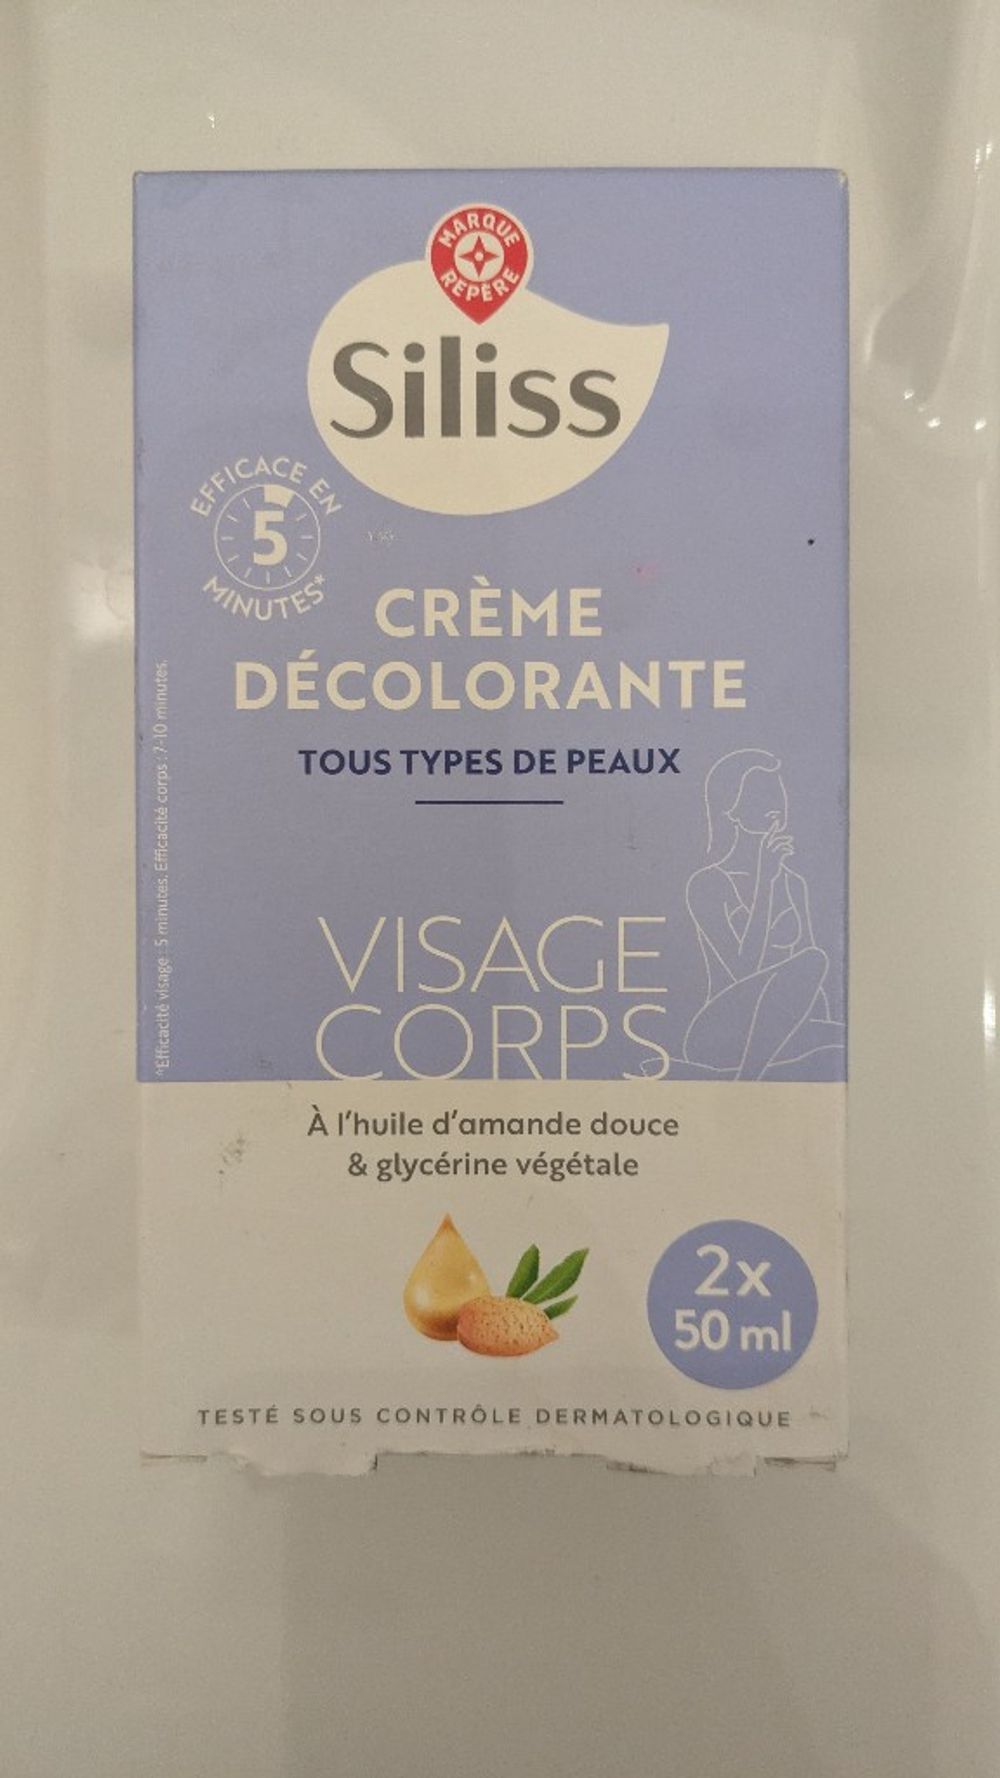 MARQUE
REPÈRE
Siliss
EFFICACE EN
5
MINUTES*
CRÈME
DÉCOLORANTE
TOUS TYPES DE PEAUX
*Efficacité visage : 5 minutes. Efficacité corps : 7-10 minutes.
VISAGE
CORPS
À l'huile d'amande douce
& glycérine végétale
2x
50 ml
TESTÉ SOUS CONTRÔLE DERMATOLOGIQUE